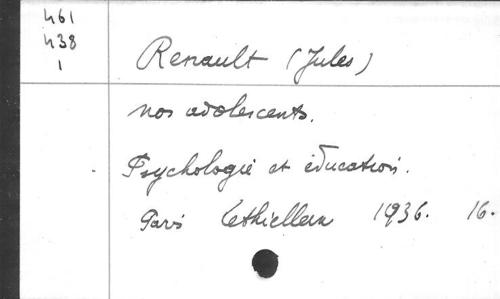 461
438
1
Renault (Jules)
nos adolescents.
Psychologie et éducation.
Paris Lethielleux 1936. 16.